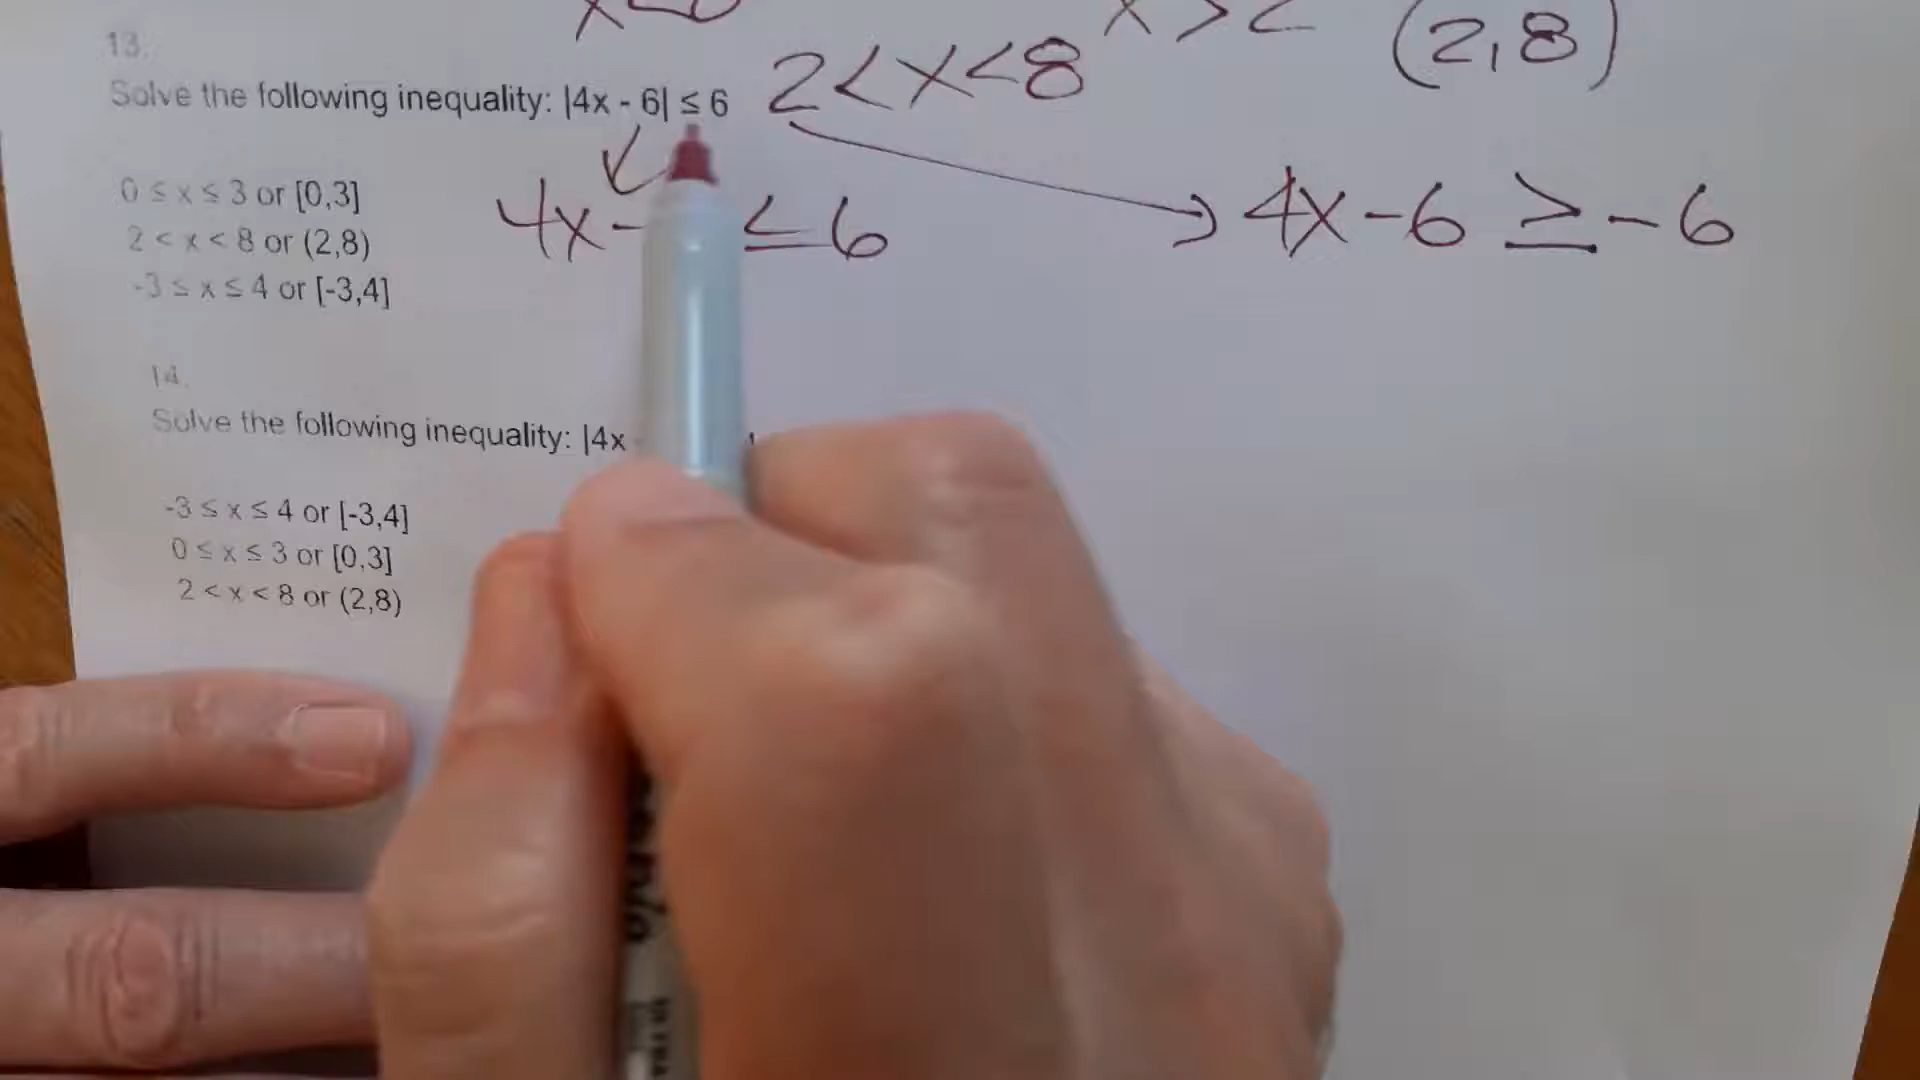 13.
(2,8)
2<x<8
Solve the following inequality: |4x - 6| ≤ 6
4x - ≤ 6
4x-6 ≥ -6
0 ≤ x ≤ 3 or [0,3]
2 < x < 8 or (2,8)
-3 ≤ x ≤ 4 or [-3,4]
14.
Solve the following inequality: |4x
-3 ≤ x ≤ 4 or [-3,4]
0 ≤ x ≤ 3 or [0,3]
2 < x < 8 or (2,8)